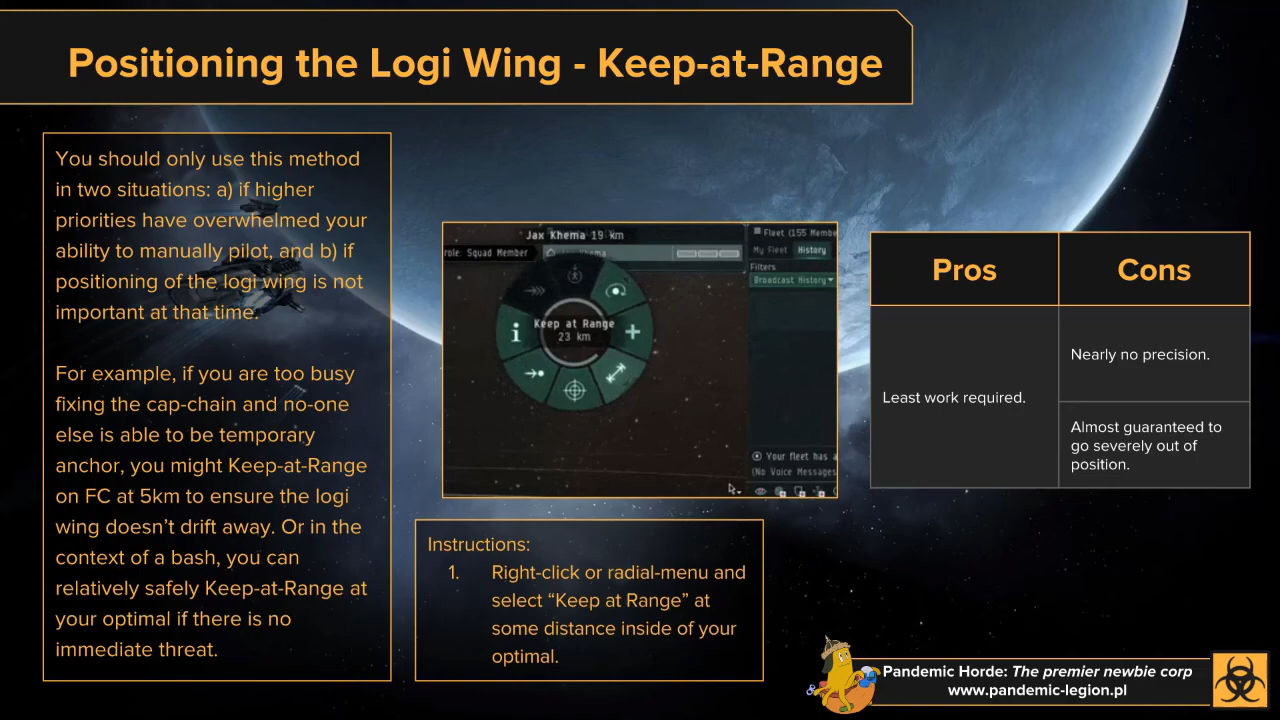 Positioning the Logi Wing - Keep-at-Range
You should only use this method
in two situations: a) if higher
priorities have overwhelmed your
ability to manually pilot, and b) if
positioning of the logi wing is not
important at that time.
For example, if you are too busy
fixing the cap-chain and no-one
else is able to be temporary
anchor, you might Keep-at-Range
on FC at 5km to ensure the logi
wing doesn’t drift away. Or in the
context of a bash, you can
relatively safely Keep-at-Range at
your optimal if there is no
immediate threat.
Jax Khema 19 km
role: Squad Member
Keep at Range
23 km
Fleet (155 Membe
My Fleet History
Filters
Broadcast History
Your fleet has a
(No Voice Messages
Instructions:
1. Right-click or radial-menu and
select “Keep at Range” at
some distance inside of your
optimal.
Pros Cons
Least work required.
Nearly no precision.
Almost guaranteed to
go severely out of
position.
Pandemic Horde: The premier newbie corp
www.pandemic-legion.pl